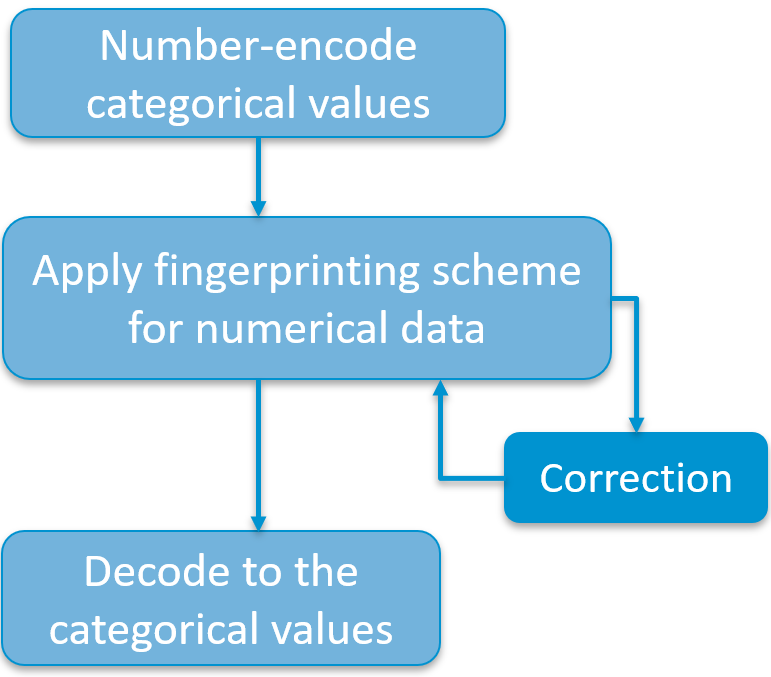 Number-encode
categorical values
Apply fingerprinting scheme
for numerical data
Correction
Decode to the
categorical values